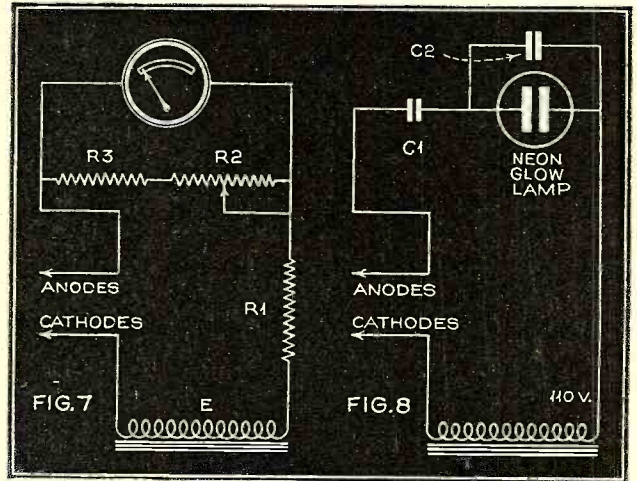 R3
R2
ANODES
CATHODES
R1
FIG.7
E
C2
C1
NEON
GLOW
LAMP
ANODES
CATHODES
FIG.8
110 V.